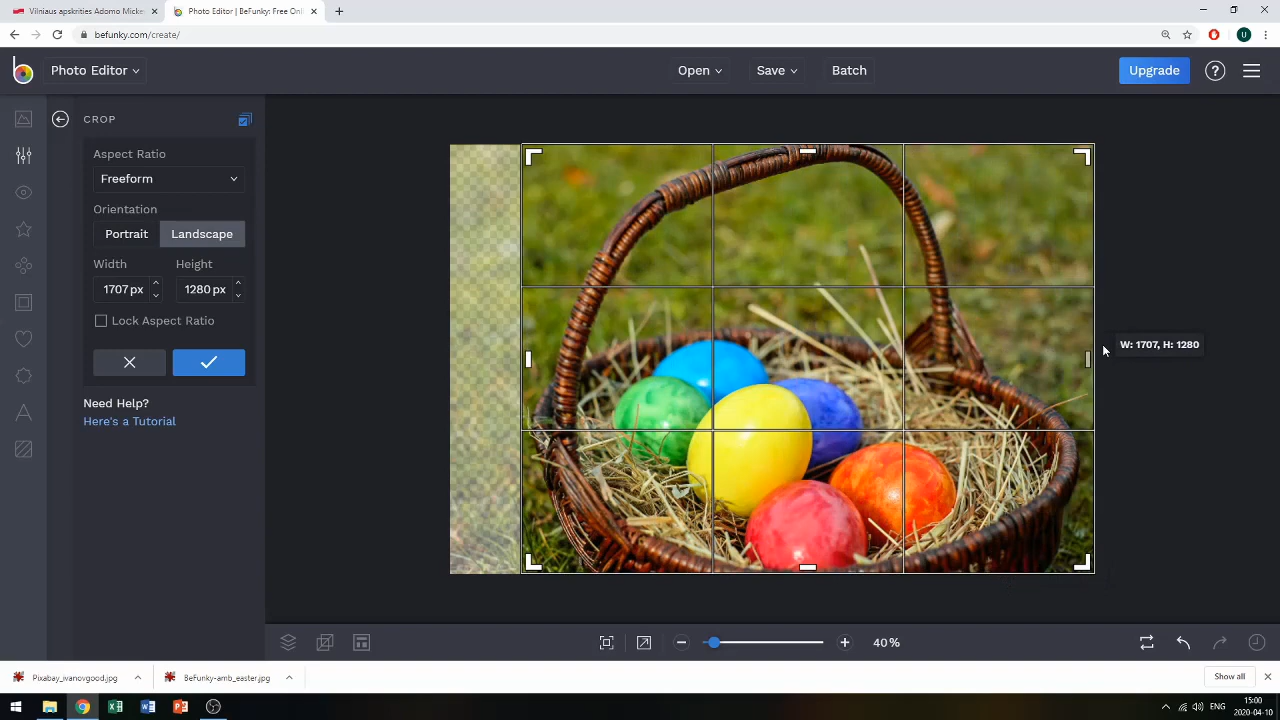 Vilniaus apskrities Adomo Micke
Photo Editor | BeFunky: Free Onli
befunky.com/create/
U
Photo Editor
Open
Save
Batch
Upgrade
?
CROP
Aspect Ratio
Freeform
Orientation
Portrait
Landscape
Width
Height
1707 px
1280 px
Lock Aspect Ratio
Need Help?
Here's a Tutorial
W: 1707, H: 1280
40 %
Pixabay_ivanovgood.jpg
BeFunky-amb_easter.jpg
Show all
ENG
15:00
2020-04-10